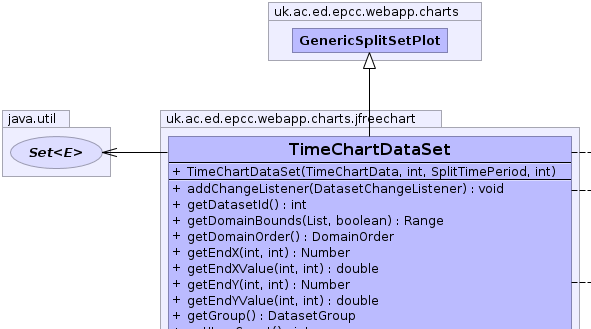 uk.ac.ed.epcc.webapp.charts
GenericSplitSetPlot
java.util
Set<E>
uk.ac.ed.epcc.webapp.charts.jfreechart
TimeChartDataSet
+ TimeChartDataSet(TimeChartData, int, SplitTimePeriod, int)
+ addChangeListener(DatasetChangeListener) : void
+ getDatasetId() : int
+ getDomainBounds(List, boolean) : Range
+ getDomainOrder() : DomainOrder
+ getEndX(int, int) : Number
+ getEndXValue(int, int) : double
+ getEndY(int, int) : Number
+ getEndYValue(int, int) : double
+ getGroup() : DatasetGroup